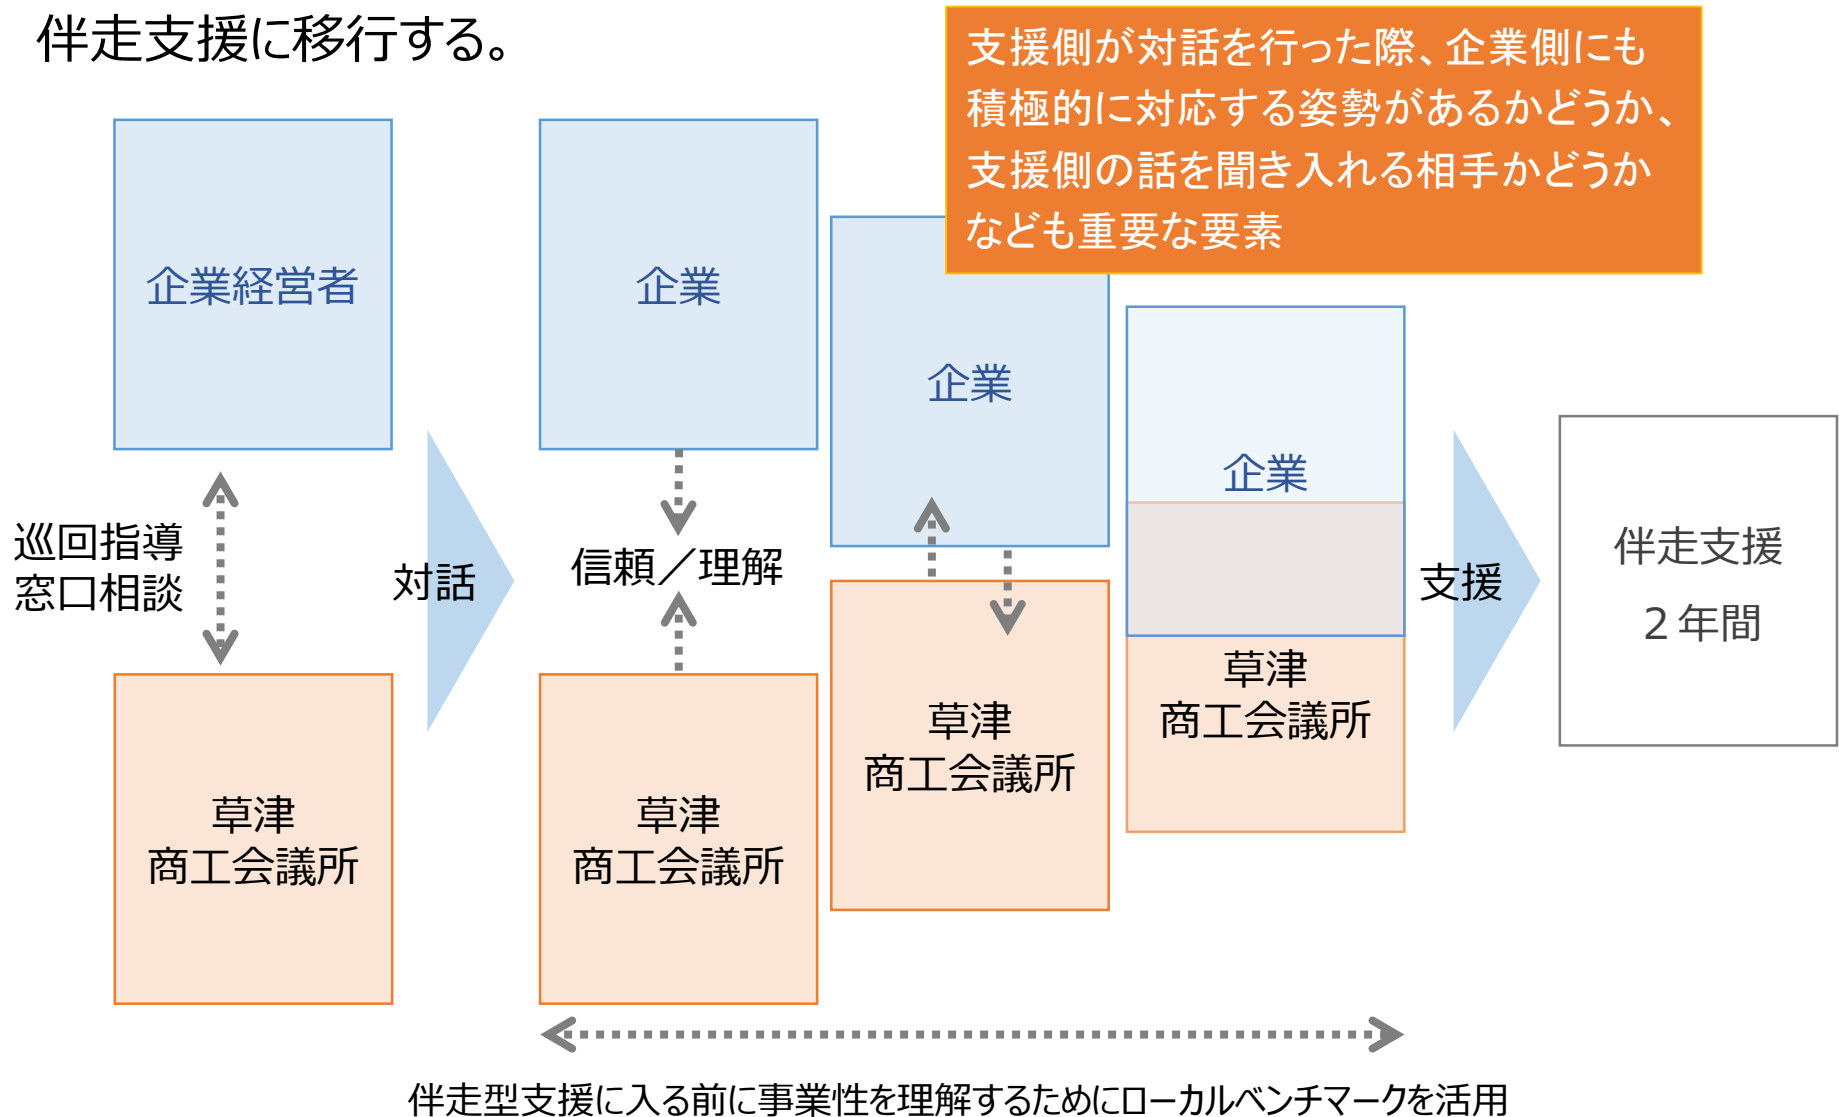 伴走支援に移行する。
支援側が対話を行った際、企業側にも
積極的に対応する姿勢があるかどうか、
支援側の話を聞き入れる相手かどうか
なども重要な要素
企業経営者
巡回指導
窓口相談
草津
商工会議所
対話
企業
信頼／理解
草津
商工会議所
企業
草津
商工会議所
企業
草津
商工会議所
支援
伴走支援
２年間
伴走型支援に入る前に事業性を理解するためにローカルベンチマークを活用